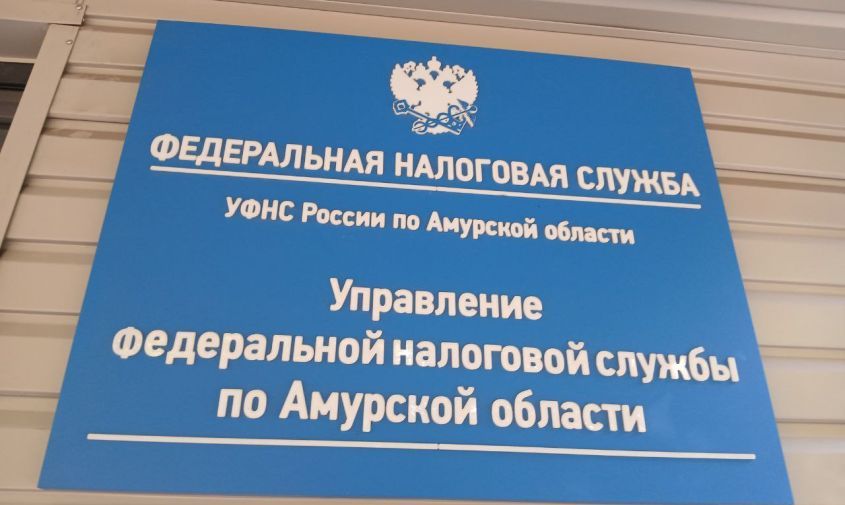 ФЕДЕРАЛЬНАЯ НАЛОГОВАЯ СЛУЖБА
УФНС России по Амурской области
Управление
Федеральной налоговой службы
по Амурской области